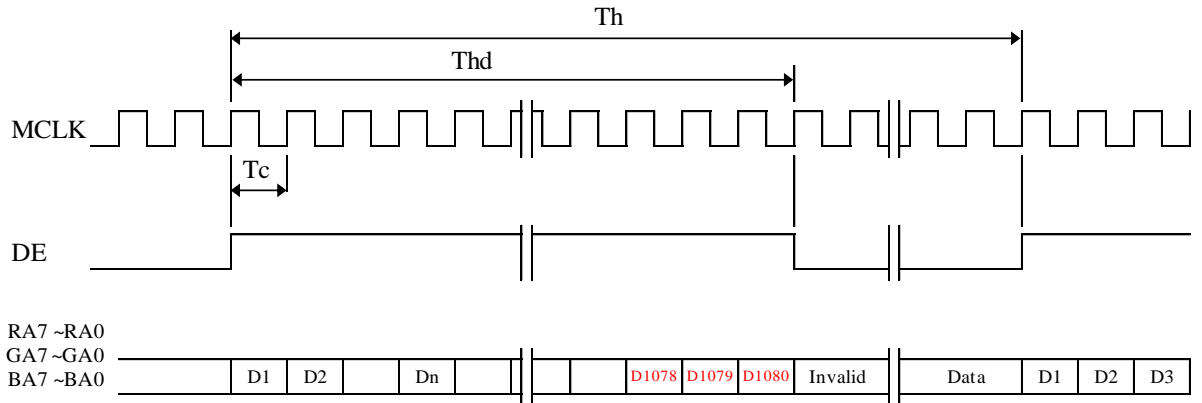 Th
Thd
MCLK
Tc
DE
RA7 ~RA0
GA7 ~GA0
BA7 ~BA0 D1 D2 Dn D1078 D1079 D1080 Invalid Data D1 D2 D3